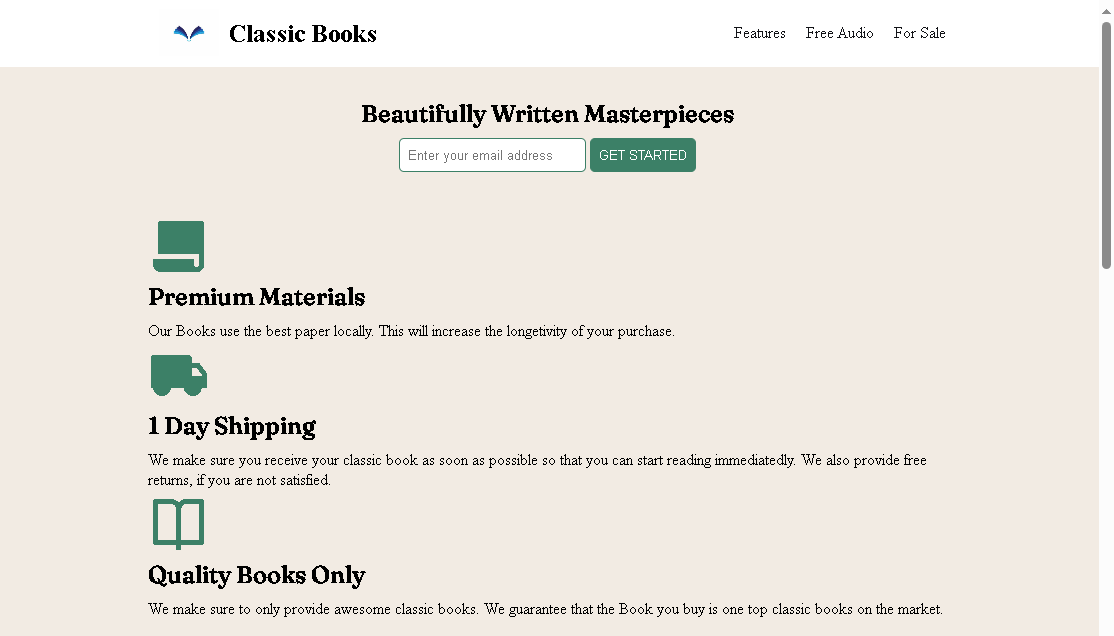 Classic Books
Features Free Audio For Sale
Beautifully Written Masterpieces
Enter your email address GET STARTED
Premium Materials
Our Books use the best paper locally. This will increase the longetivity of your purchase.
1 Day Shipping
We make sure you receive your classic book as soon as possible so that you can start reading immediatedly. We also provide free
returns, if you are not satisfied.
Quality Books Only
We make sure to only provide awesome classic books. We guarantee that the Book you buy is one top classic books on the market.